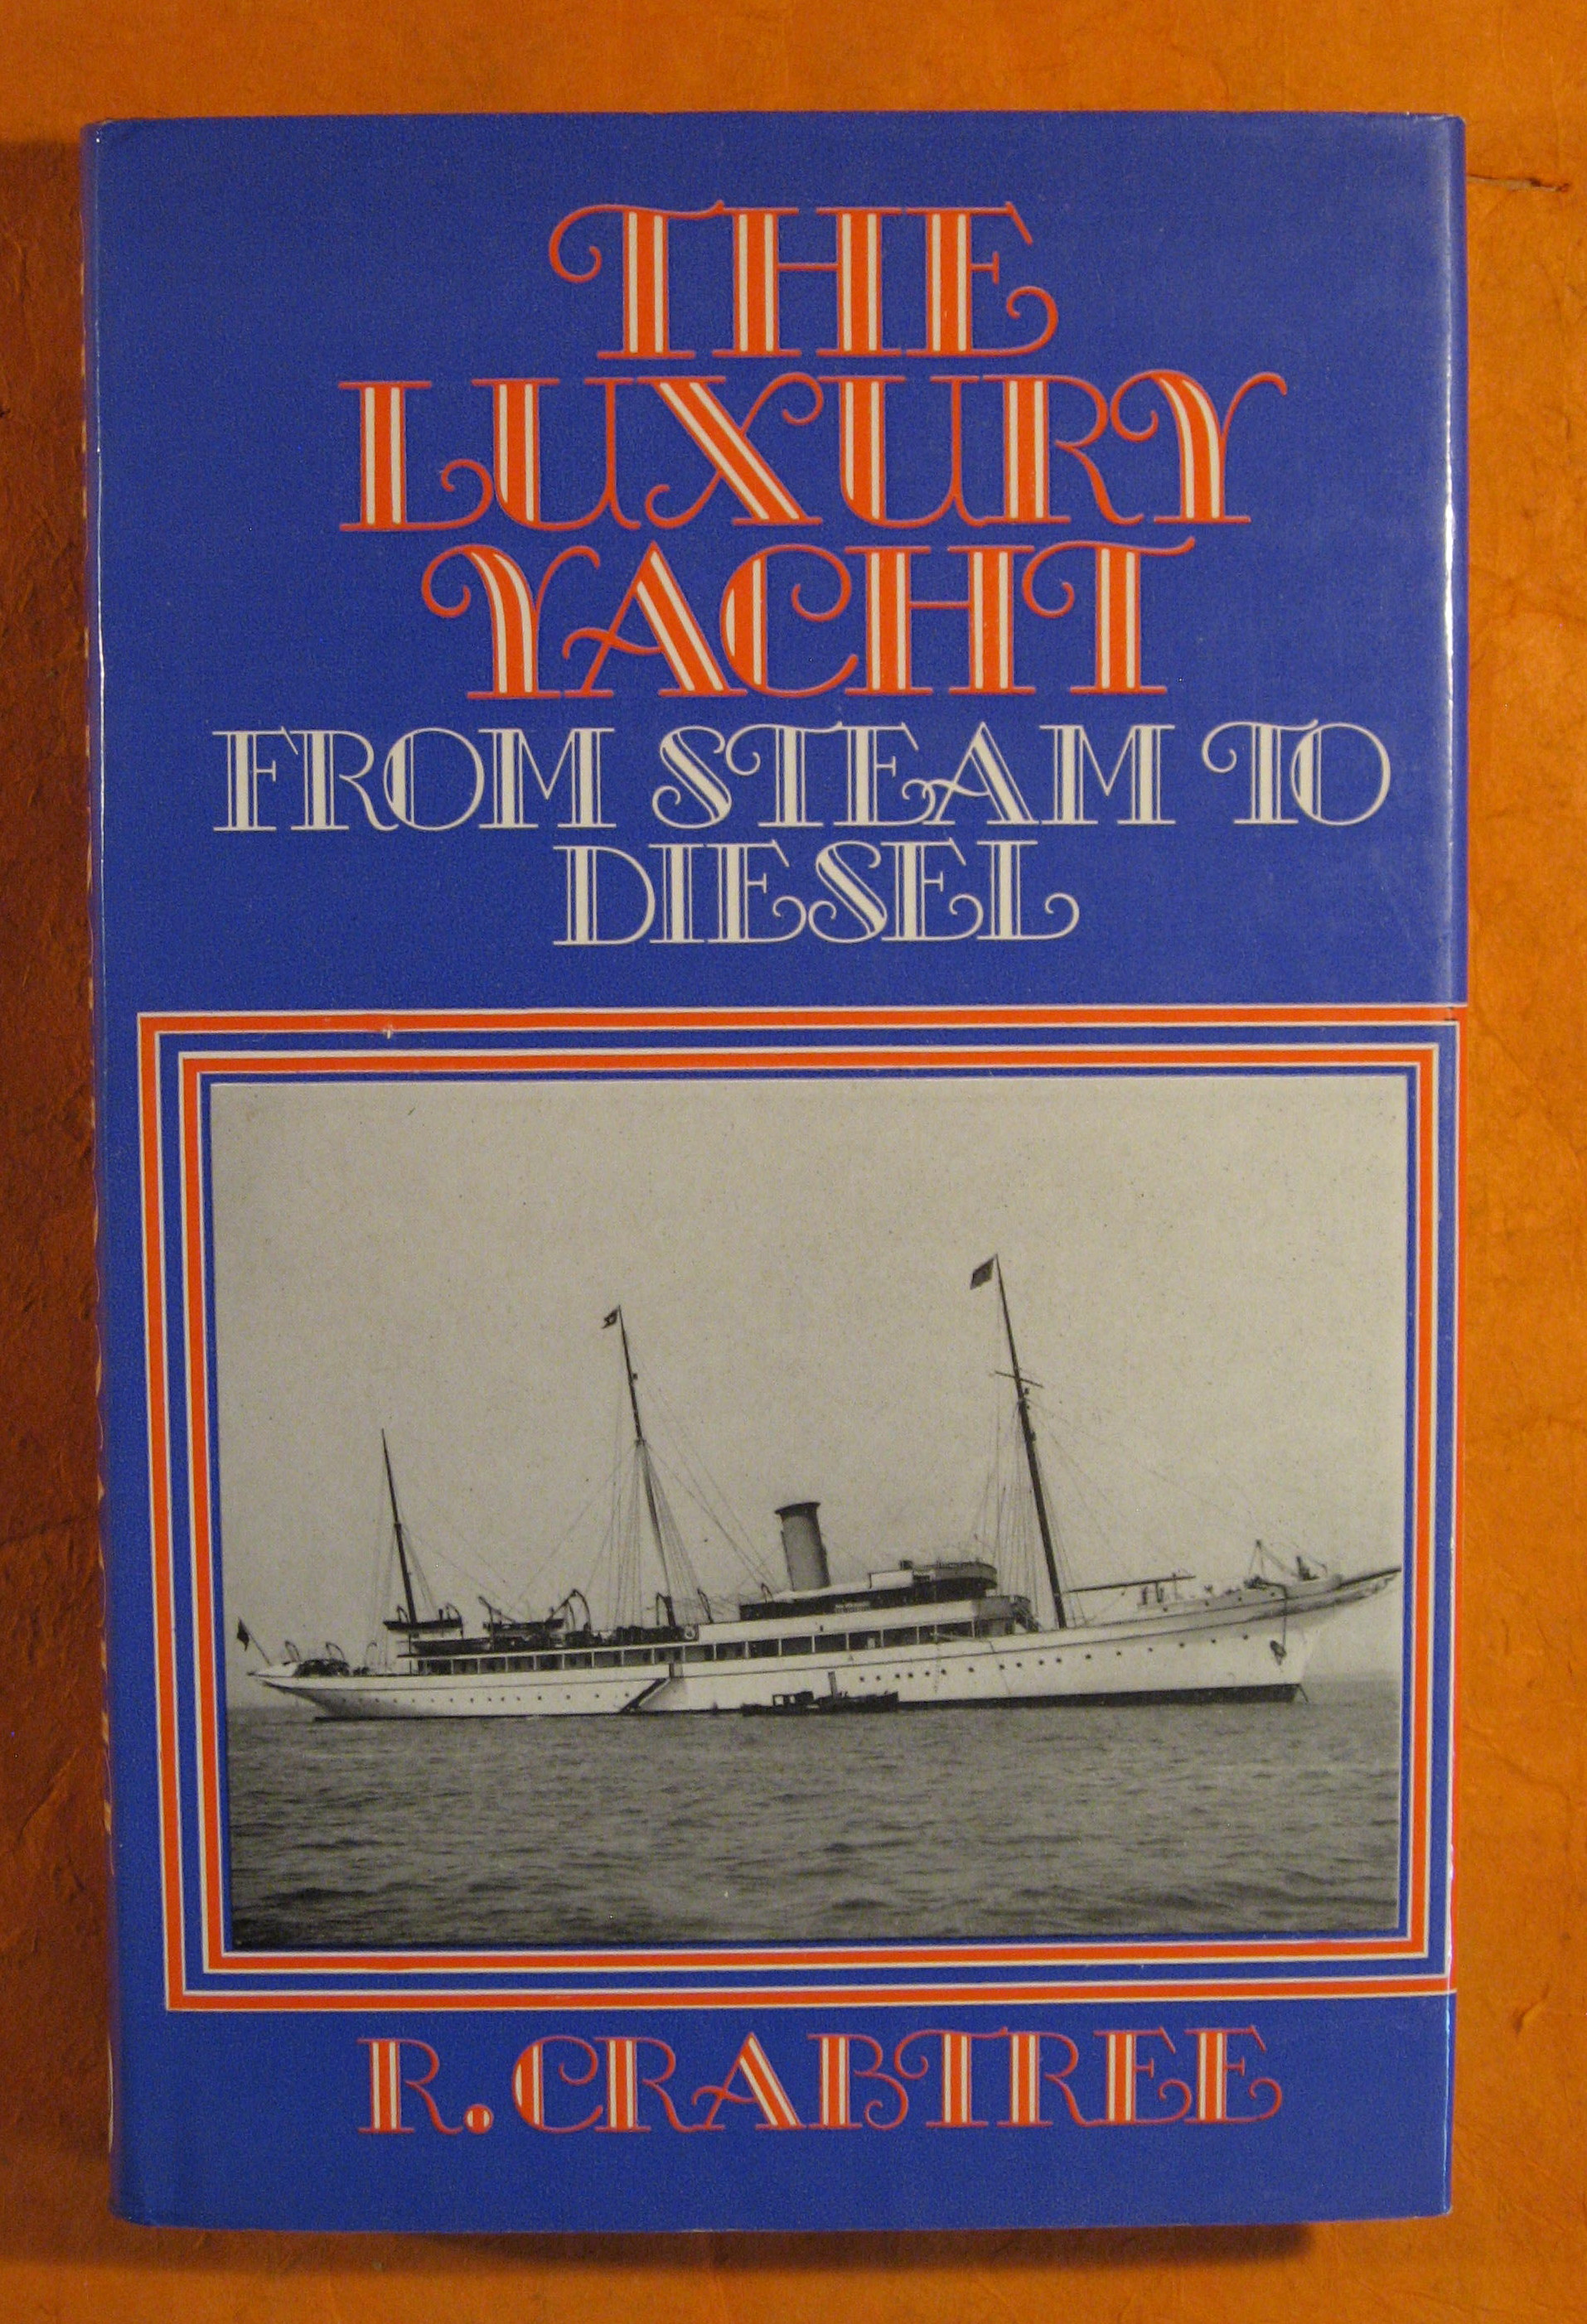 THE
LUXURY
YACHT
FROM STEAM TO
DIESEL
R. CRABTREE